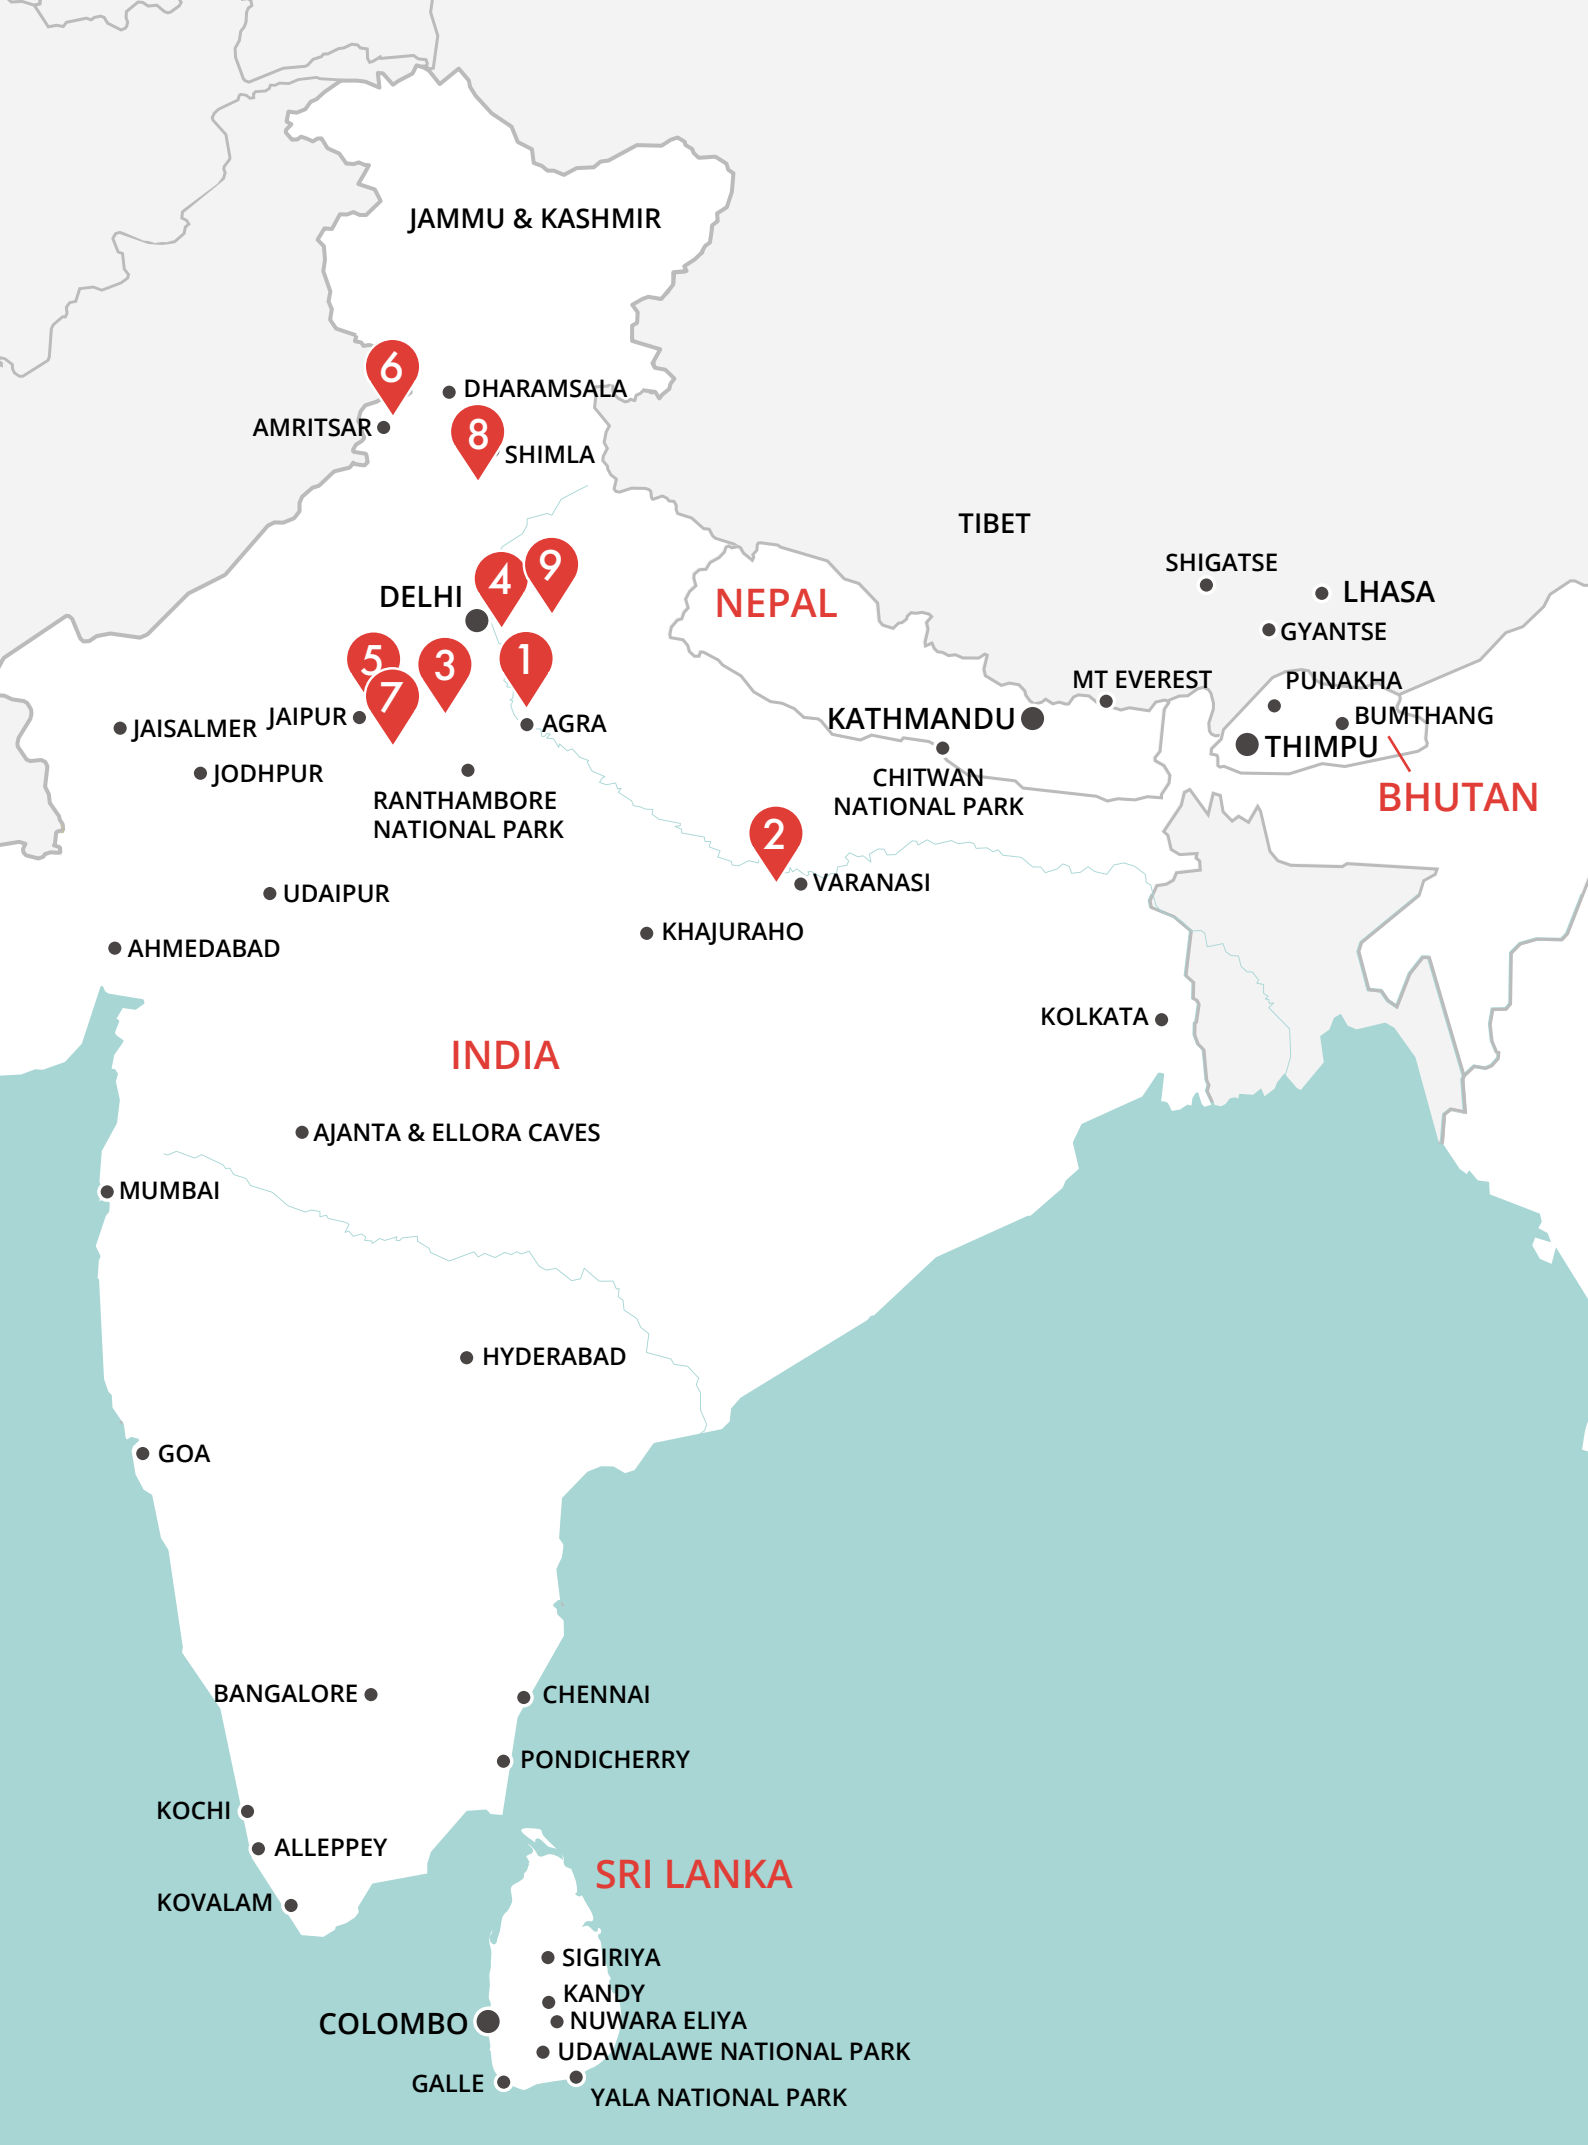 JAMMU & KASHMIR
6
DHARAMSALA
AMRITSAR
8
SHIMLA
TIBET
SHIGATSE
LHASA
GYANTSE
4
9
DELHI
NEPAL
5
3
1
7
MT EVEREST
PUNAKHA
BUMTHANG
KATHMANDU
THIMPU
JAISALMER
JAIPUR
AGRA
JODHPUR
CHITWAN
NATIONAL PARK
BHUTAN
RANTHAMBORE
NATIONAL PARK
2
VARANASI
UDAIPUR
KHAJURAHO
AHMEDABAD
KOLKATA
INDIA
AJANTA & ELLORA CAVES
MUMBAI
HYDERABAD
GOA
BANGALORE
CHENNAI
PONDICHERRY
KOCHI
ALLEPPEY
SRI LANKA
KOVALAM
SIGIRIYA
KANDY
COLOMBO
NUWARA ELIYA
UDAWALAWE NATIONAL PARK
GALLE
YALA NATIONAL PARK